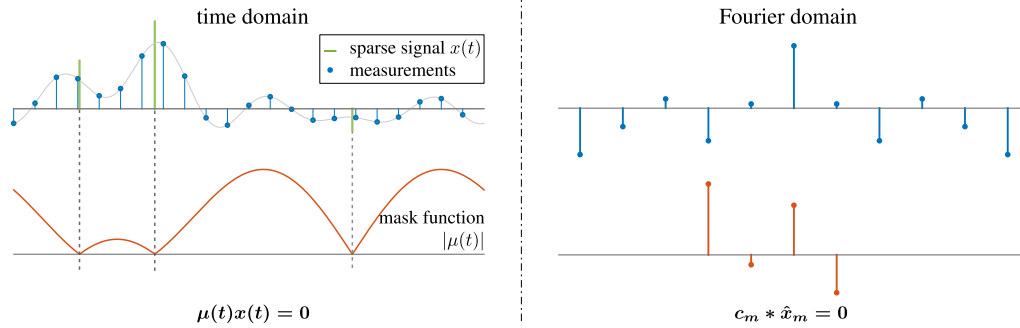 time domain
sparse signal x(t)
measurements
mask function
|μ(t)|
μ(t)x(t) = 0
Fourier domain
c_m * x̂_m = 0